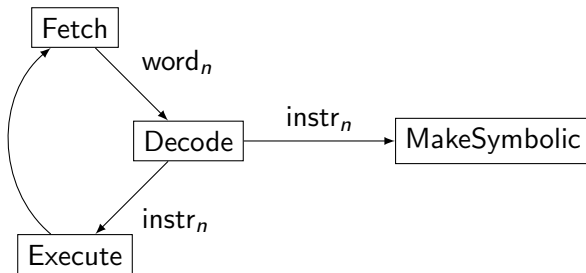 Fetch
word_n
Decode
instr_n
MakeSymbolic
instr_n
Execute